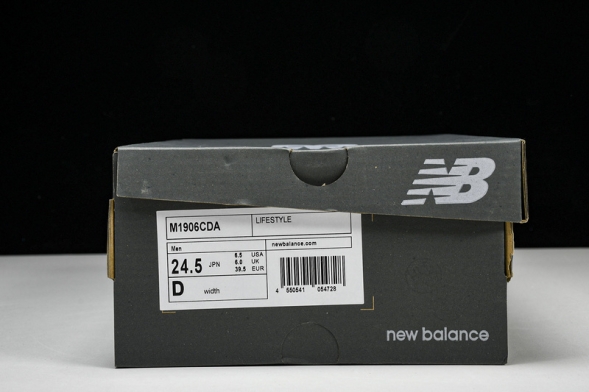 NB
M1906CDA
LIFESTYLE
Men
newbalance.com
24.5 JPN
6.5 USA
6.0 UK
39.5 EUR
D width
4 550541 054728
new balance